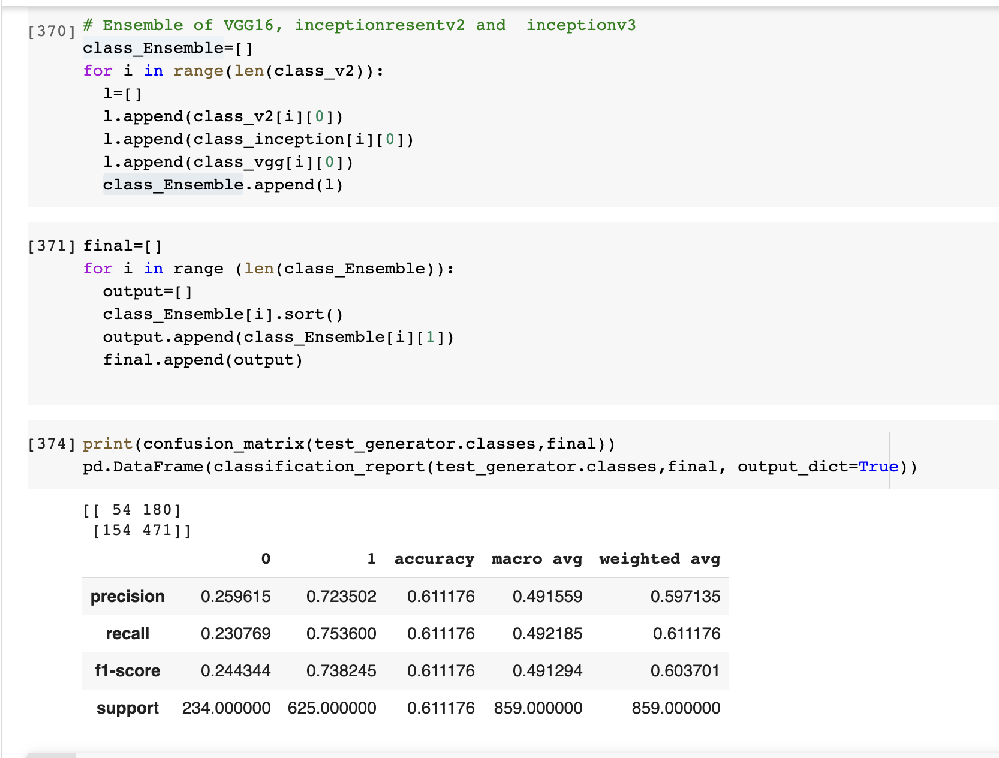 [370] # Ensemble of VGG16, inceptionresentv2 and  inceptionv3
class_Ensemble=[]
for i in range(len(class_v2)):
  l=[]
  l.append(class_v2[i][0])
  l.append(class_inception[i][0])
  l.append(class_vgg[i][0])
  class_Ensemble.append(l)
[371] final=[]
for i in range (len(class_Ensemble)):
  output=[]
  class_Ensemble[i].sort()
  output.append(class_Ensemble[i][1])
  final.append(output)
[374] print(confusion_matrix(test_generator.classes,final))
pd.DataFrame(classification_report(test_generator.classes,final, output_dict=True))
[[ 54 180]
 [154 471]]
0 1 accuracy macro avg weighted avg
precision 0.259615 0.723502 0.611176 0.491559 0.597135
recall 0.230769 0.753600 0.611176 0.492185 0.611176
f1-score 0.244344 0.738245 0.611176 0.491294 0.603701
support 234.000000 625.000000 0.611176 859.000000 859.000000